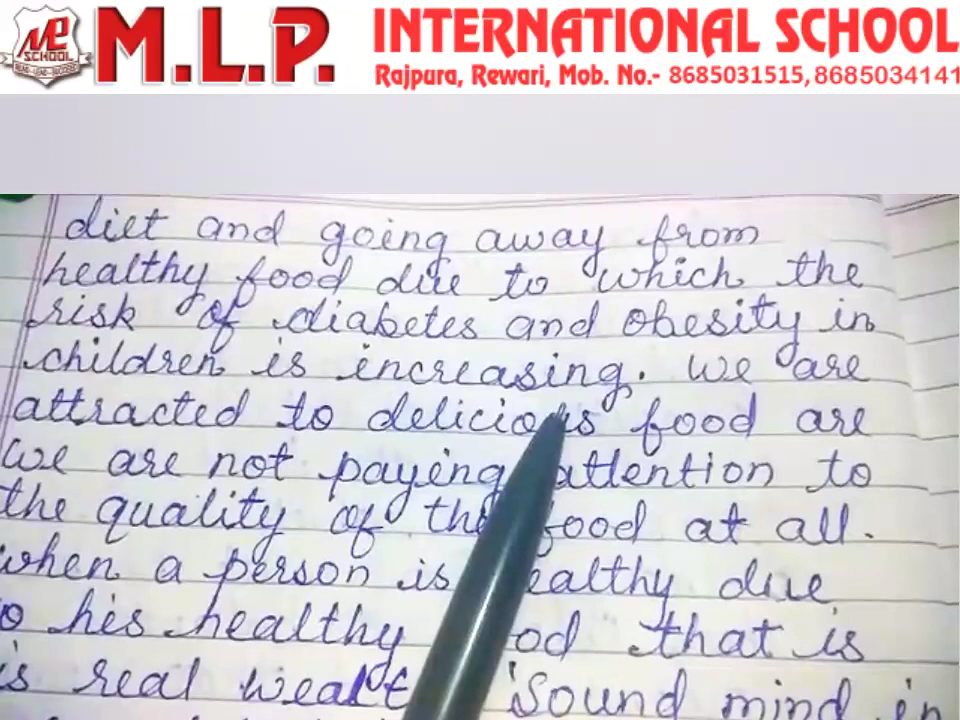 M.L.P. INTERNATIONAL SCHOOL
Rajpura, Rewari, Mob. No.- 8685031515, 8685034141
diet and going away from
healthy food due to which the
risk of diabetes and obesity in
children is increasing. we are
attracted to delicious food are
We are not paying attention to
the quality of the food at all.
when a person is healthy due
his healthy that is
is real Sound mind in